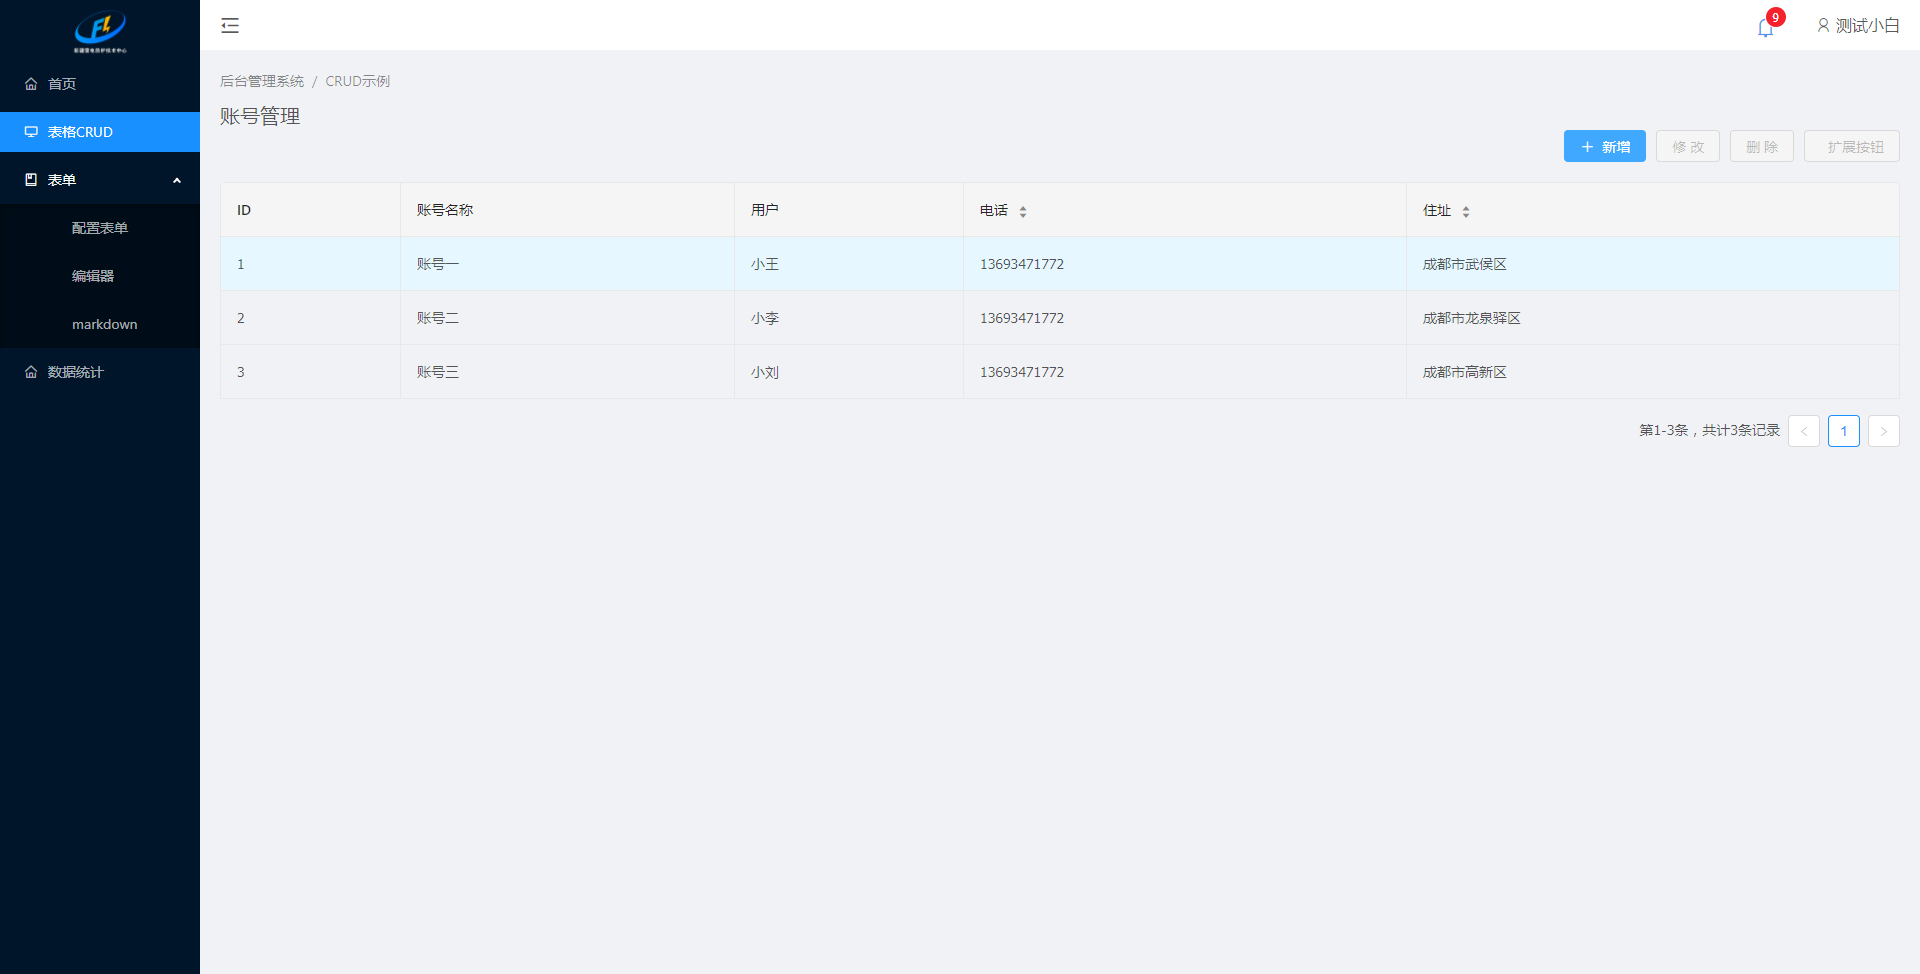 首页
表格CRUD
表单
配置表单
编辑器
markdown
数据统计
9
测试小白
后台管理系统 / CRUD示例
账号管理
新增 修 改 删 除 扩展按钮
ID 账号名称 用户 电话 住址
1 账号一 小王 13693471772 成都市武侯区
2 账号二 小李 13693471772 成都市龙泉驿区
3 账号三 小刘 13693471772 成都市高新区
第1-3条，共计3条记录 < 1 >